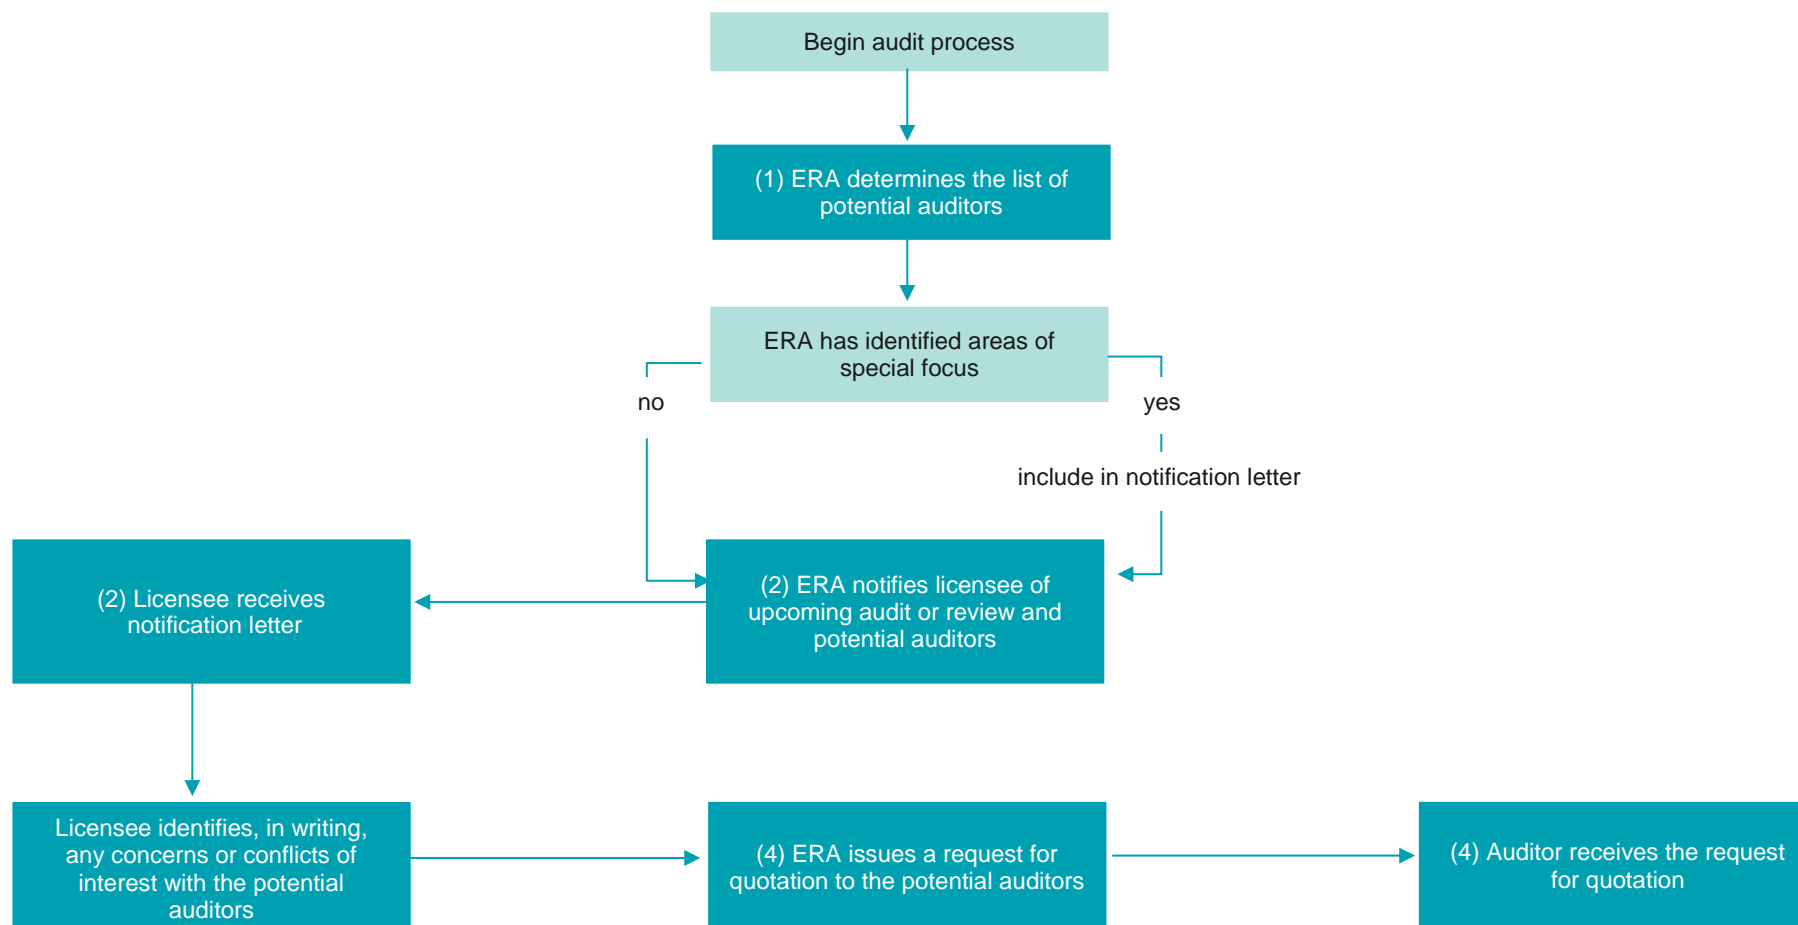 Begin audit process
(1) ERA determines the list of
potential auditors
ERA has identified areas of
special focus
no
yes
include in notification letter
(2) Licensee receives
notification letter
(2) ERA notifies licensee of
upcoming audit or review and
potential auditors
Licensee identifies, in writing,
any concerns or conflicts of
interest with the potential
auditors
(4) ERA issues a request for
quotation to the potential auditors
(4) Auditor receives the request
for quotation